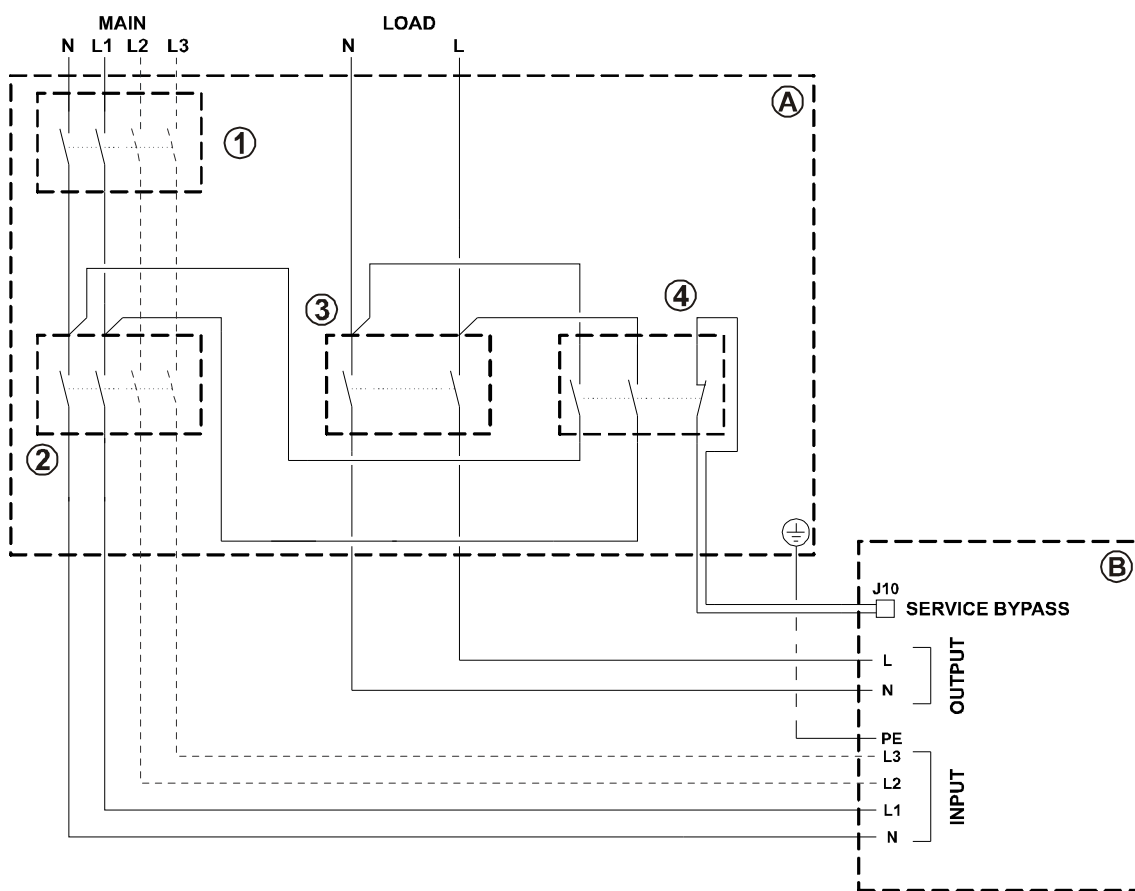 MAIN
LOAD
N L1 L2 L3
N
L
A
1
3
4
2
B
J10
SERVICE BYPASS
L
N
OUTPUT
PE
L3
L2
L1
N
INPUT